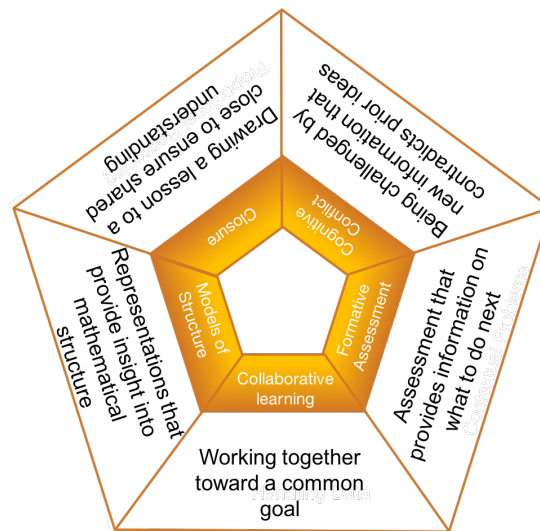 Drawing a lesson to a
close to ensure shared
understanding
Being challenged by
new information that
contradicts prior ideas
Closure
Cognitive
Conflict
Models of
Structure
Formative
Assessment
Collaborative
learning
Representations that
provide insight into
mathematical
structure
Assessment that
provides information on
what to do next
Working together
toward a common
goal
Handling Data